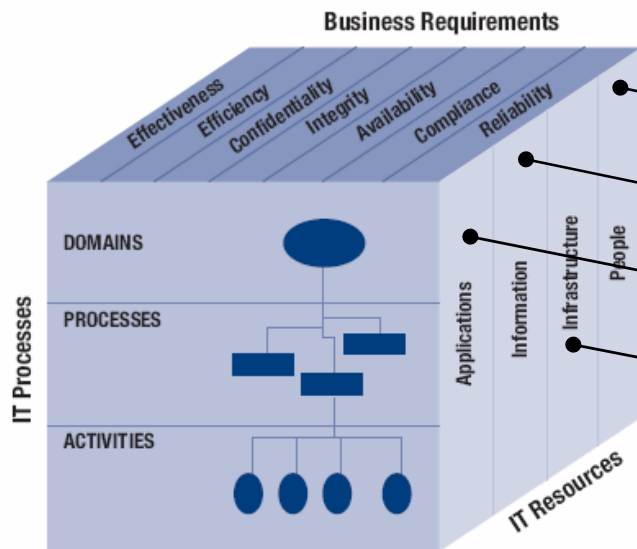 Business Requirements
Effectiveness
Efficiency
Confidentiality
Integrity
Availability
Compliance
Reliability
DOMAINS
PROCESSES
ACTIVITIES
IT Processes
Applications
Information
Infrastructure
People
IT Resources